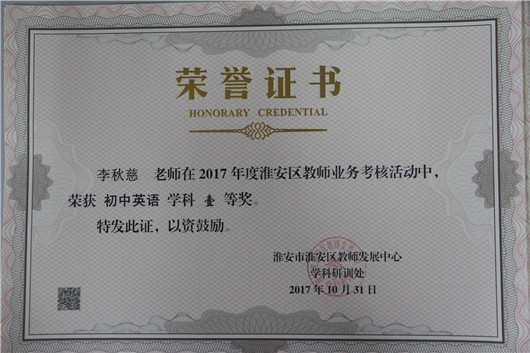 荣誉证书
HONORARY CREDENTIAL
李秋慈 老师在2017年度淮安区教师业务考核活动中，
荣获 初中英语 学科 壹 等奖。
特发此证，以资鼓励。
淮安市淮安区教师发展中心
学科研训处
2017年10月31日